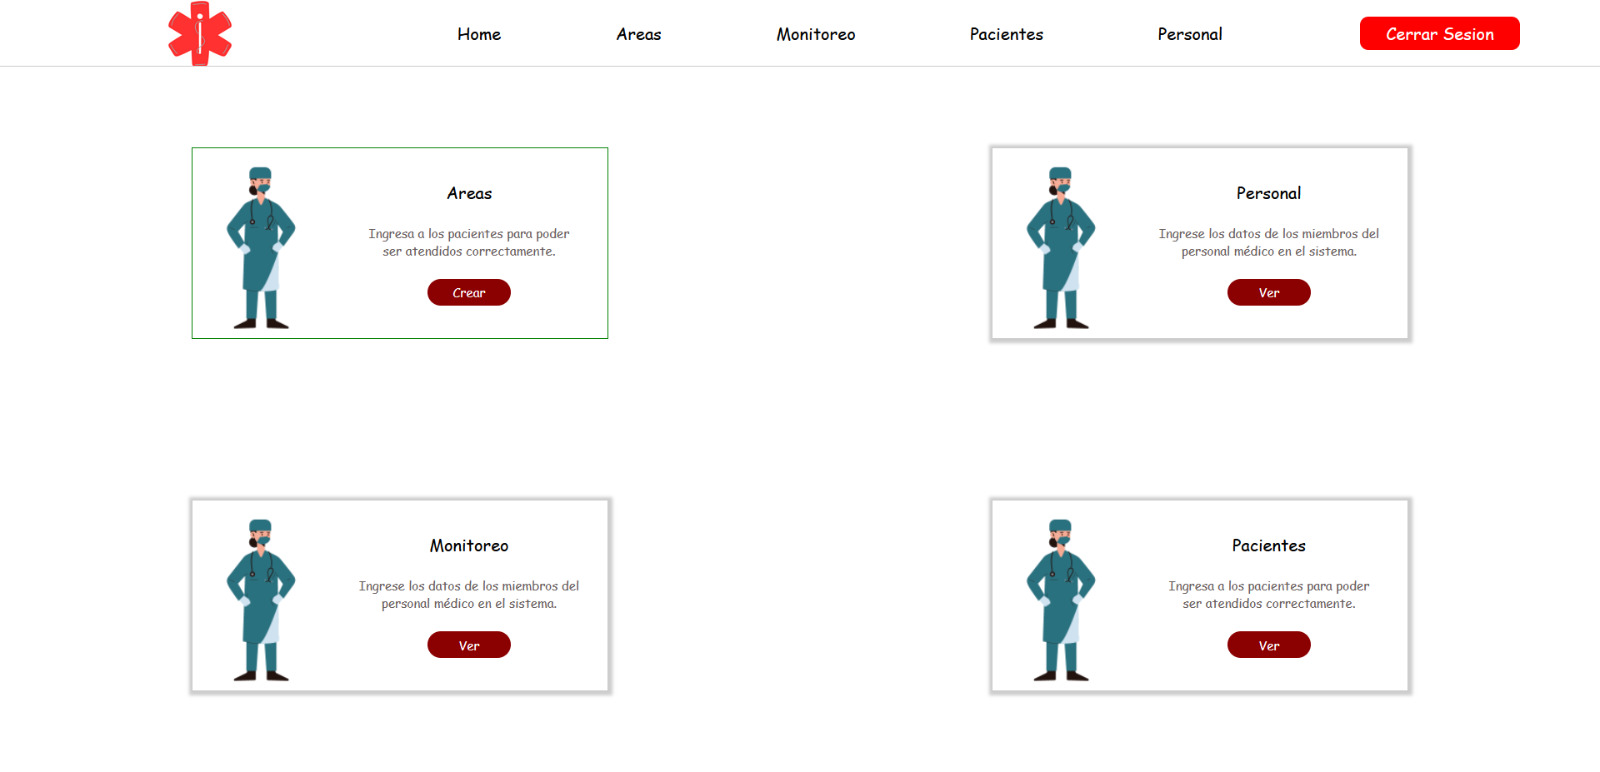 Home
Areas
Monitoreo
Pacientes
Personal
Cerrar Sesion
Areas
Ingresa a los pacientes para poder
ser atendidos correctamente.
Crear
Personal
Ingrese los datos de los miembros del
personal médico en el sistema.
Ver
Monitoreo
Ingrese los datos de los miembros del
personal médico en el sistema.
Ver
Pacientes
Ingresa a los pacientes para poder
ser atendidos correctamente.
Ver